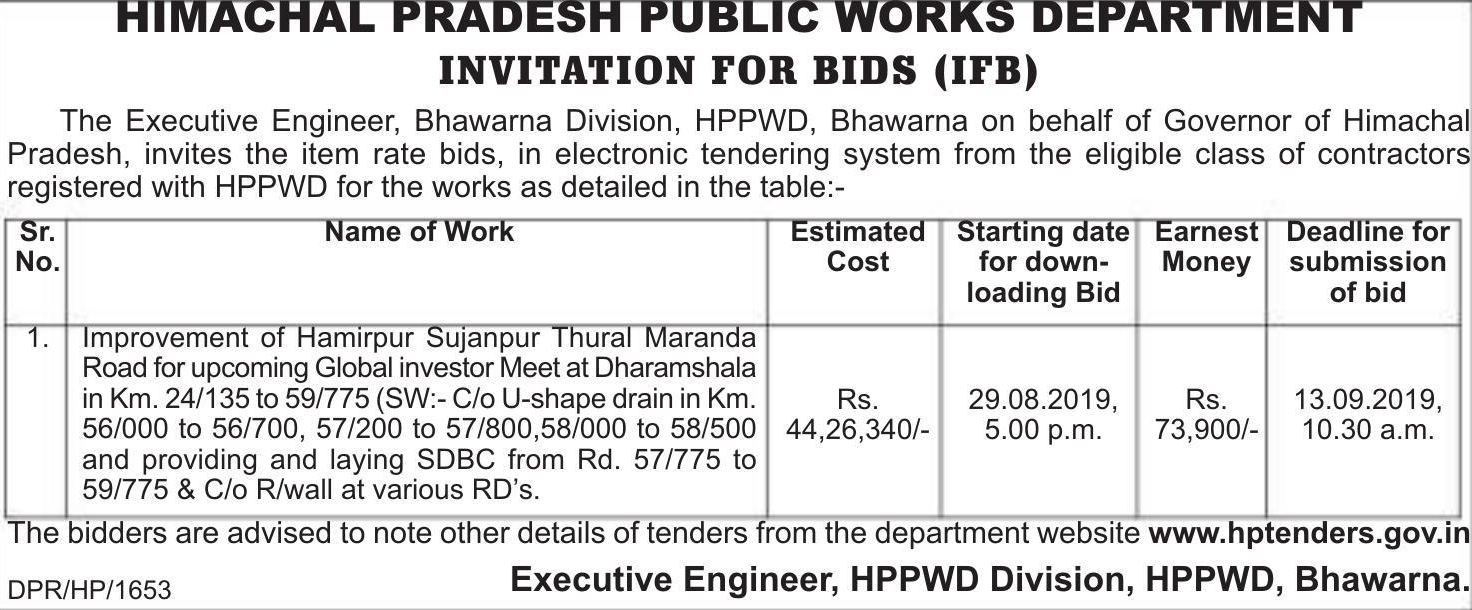 HIMACHAL PRADESH PUBLIC WORKS DEPARTMENT
INVITATION FOR BIDS (IFB)
The Executive Engineer, Bhawarna Division, HPPWD, Bhawarna on behalf of Governor of Himachal
Pradesh, invites the item rate bids, in electronic tendering system from the eligible class of contractors
registered with HPPWD for the works as detailed in the table:-
Sr. No.
Name of Work
Estimated Cost
Starting date for down-loading Bid
Earnest Money
Deadline for submission of bid
1.
Improvement of Hamirpur Sujanpur Thural Maranda
Road for upcoming Global investor Meet at Dharamshala
in Km. 24/135 to 59/775 (SW:- C/o U-shape drain in Km.
56/000 to 56/700, 57/200 to 57/800,58/000 to 58/500
and providing and laying SDBC from Rd. 57/775 to
59/775 & C/o R/wall at various RD's.
Rs.
44,26,340/-
29.08.2019,
5.00 p.m.
Rs.
73,900/-
13.09.2019,
10.30 a.m.
The bidders are advised to note other details of tenders from the department website www.hptenders.gov.in
DPR/HP/1653
Executive Engineer, HPPWD Division, HPPWD, Bhawarna.